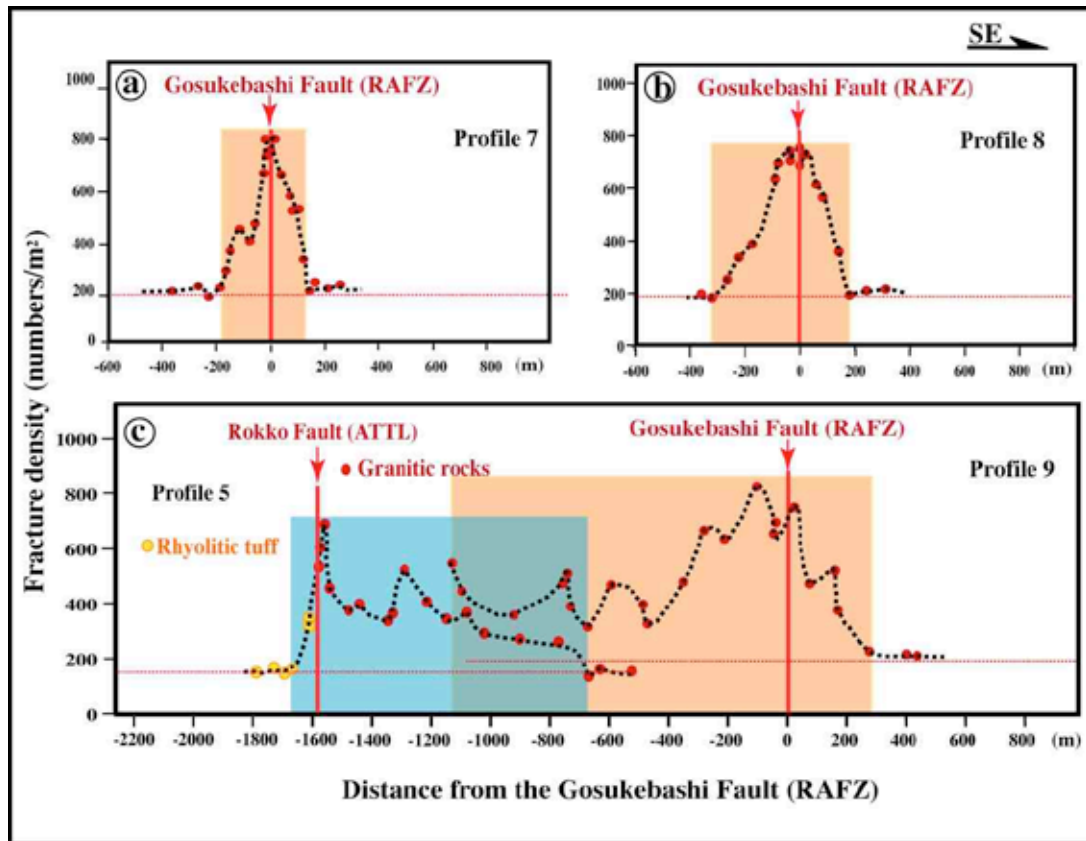 SE
Fracture density (numbers/m²)
ⓐ
Gosukebashi Fault (RAFZ)
Profile 7
1000
800
600
400
200
0
-600 -400 -200 0 200 400 600 800 (m)
ⓑ
Gosukebashi Fault (RAFZ)
Profile 8
1000
800
600
400
200
0
-600 -400 -200 0 200 400 600 800 (m)
ⓒ
Rokko Fault (ATTL)
Gosukebashi Fault (RAFZ)
Granitic rocks
Profile 5
Profile 9
Rhyolitic tuff
1000
800
600
400
200
0
-2200 -2000 -1800 -1600 -1400 -1200 -1000 -800 -600 -400 -200 0 200 400 600 800 (m)
Distance from the Gosukebashi Fault (RAFZ)